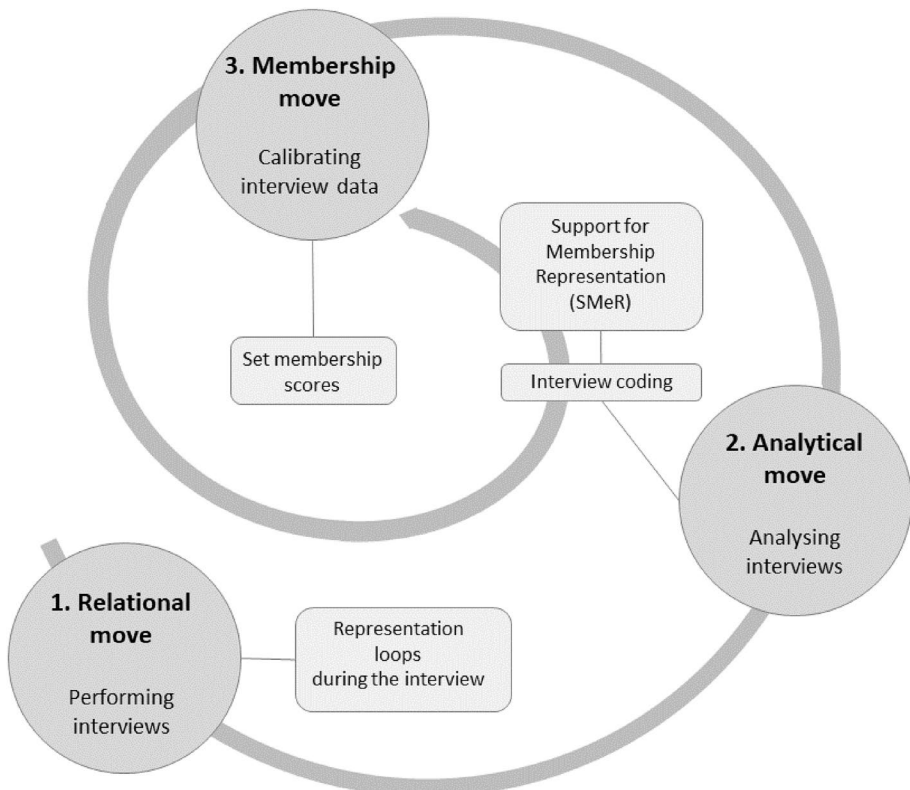 3. Membership
move
Calibrating
interview data
Support for
Membership
Representation
(SMeR)
Set membership
scores
Interview coding
2. Analytical
move
Analysing
interviews
1. Relational
move
Performing
interviews
Representation
loops
during the interview